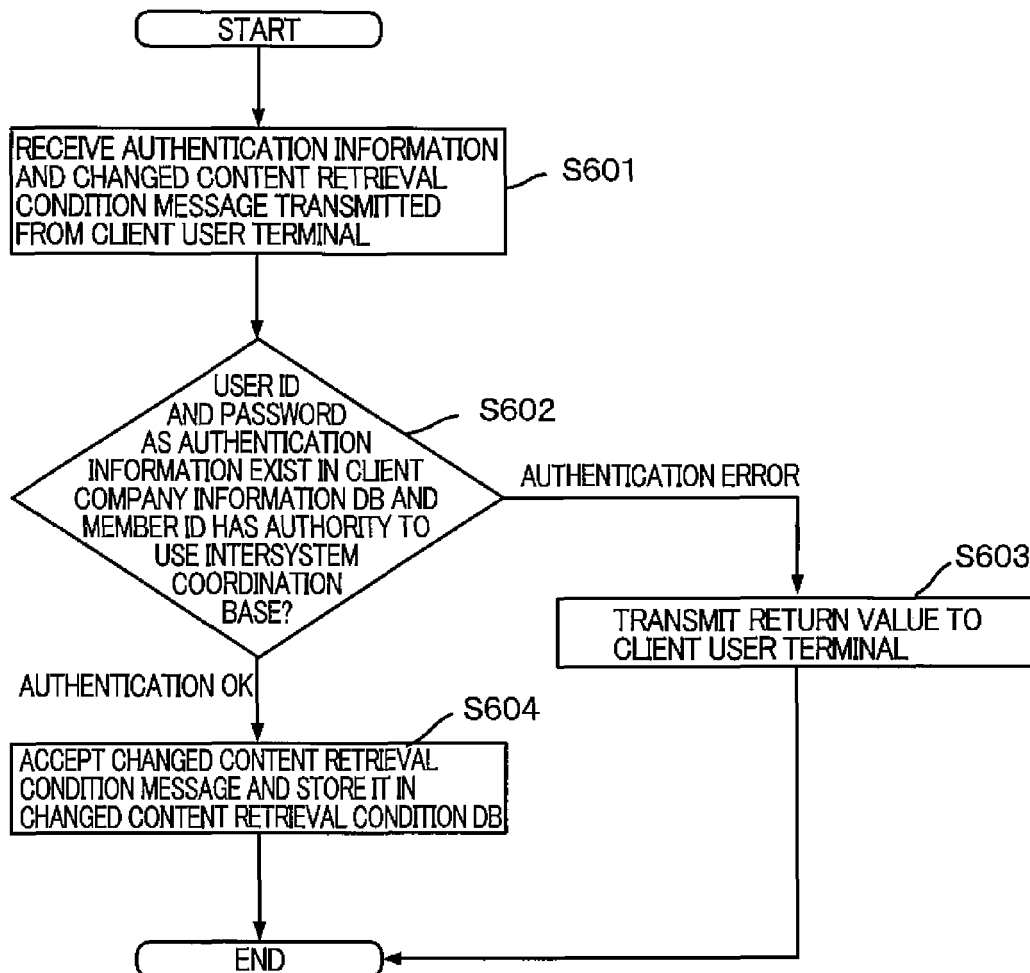 START
RECEIVE AUTHENTICATION INFORMATION
AND CHANGED CONTENT RETRIEVAL
CONDITION MESSAGE TRANSMITTED
FROM CLIENT USER TERMINAL
S601
USER ID
AND PASSWORD
AS AUTHENTICATION
INFORMATION EXIST IN CLIENT
COMPANY INFORMATION DB AND
MEMBER ID HAS AUTHORITY TO
USE INTERSYSTEM
COORDINATION
BASE?
S602
AUTHENTICATION ERROR
S603
TRANSMIT RETURN VALUE TO
CLIENT USER TERMINAL
AUTHENTICATION OK
S604
ACCEPT CHANGED CONTENT RETRIEVAL
CONDITION MESSAGE AND STORE IT IN
CHANGED CONTENT RETRIEVAL CONDITION DB
END